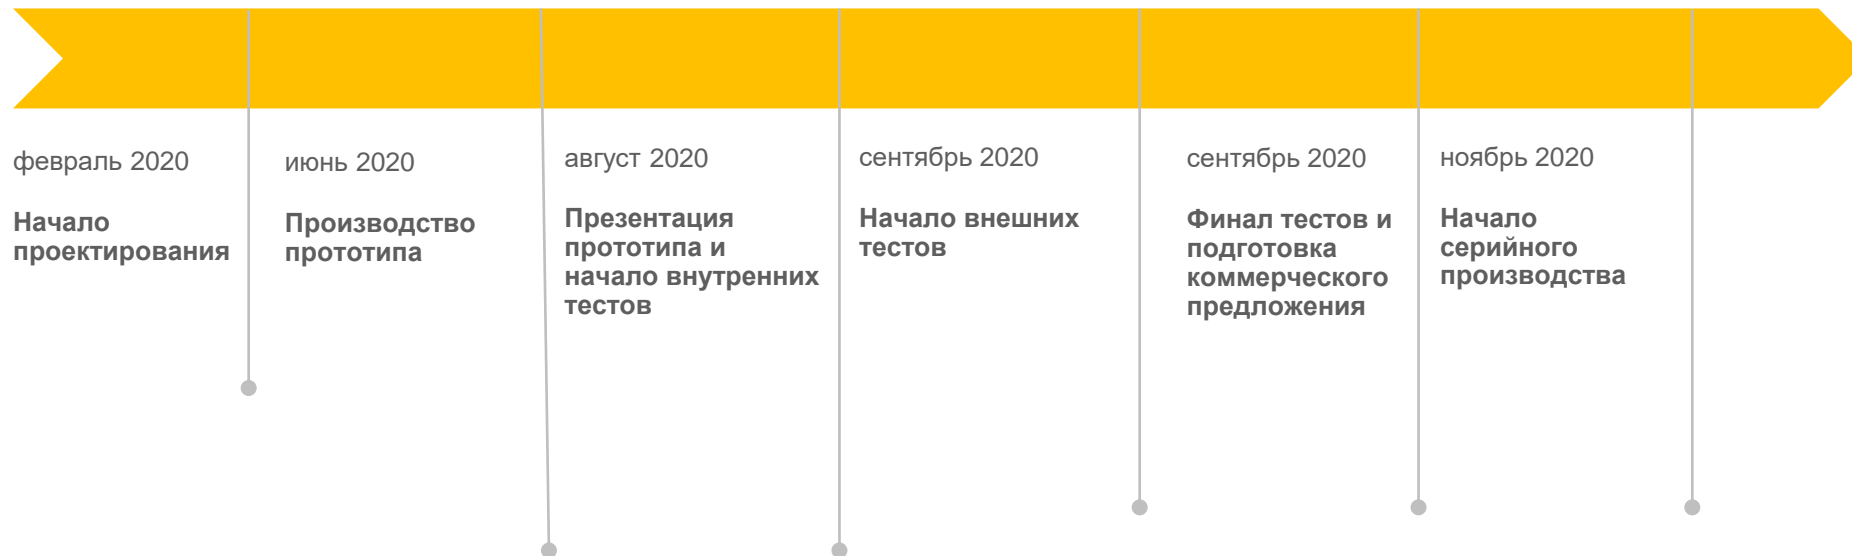 февраль 2020
Начало
проектирования
июнь 2020
Производство
прототипа
август 2020
Презентация
прототипа и
начало внутренних
тестов
сентябрь 2020
Начало внешних
тестов
сентябрь 2020
Финал тестов и
подготовка
коммерческого
предложения
ноябрь 2020
Начало
серийного
производства